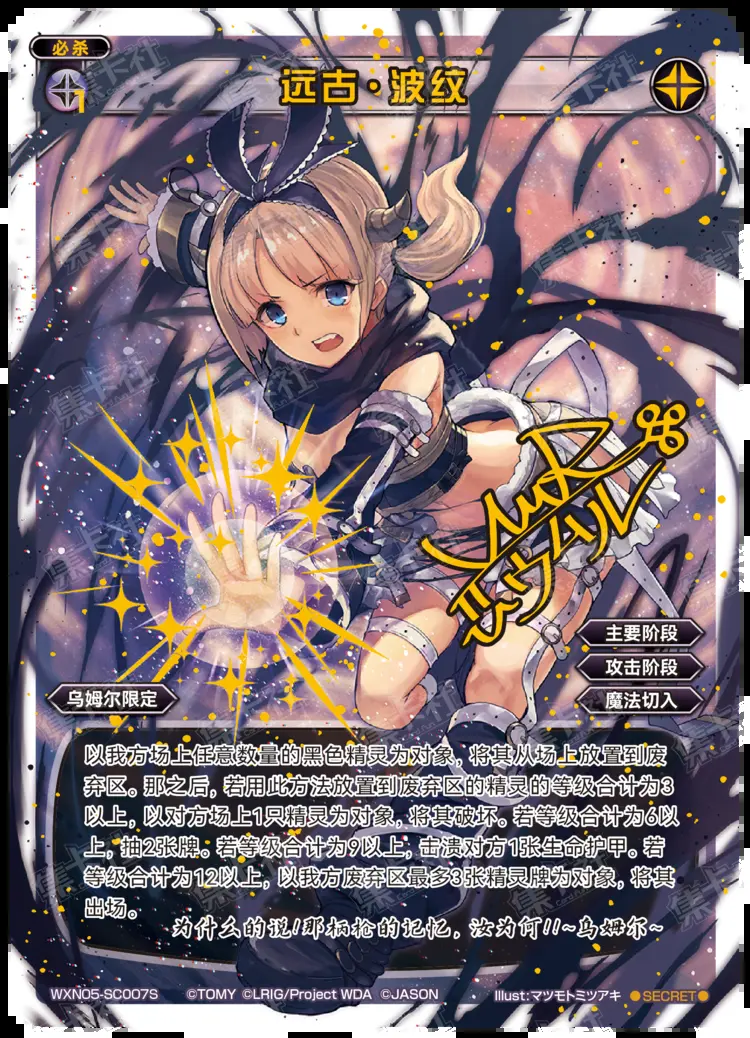 必杀
1
远古·波纹
主要阶段
攻击阶段
魔法切入
乌姆尔限定
以我方场上任意数量的黑色精灵为对象，将其从场上放置到废
弃区。那之后，若用此方法放置到废弃区的精灵的等级合计为3
以上，以对方场上1只精灵为对象，将其破坏。若等级合计为6以
上，抽2张牌。若等级合计为9以上，击溃对方1张生命护甲。若
等级合计为12以上，以我方废弃区最多3张精灵牌为对象，将其
出场。
为什么的说!那柄枪的记忆，汝为何!!~乌姆尔~
WXN05-SC007S ©TOMY ©LRIG/Project WDA ©JASON Illust:マツモトミツアキ ●SECRET●
集卡社